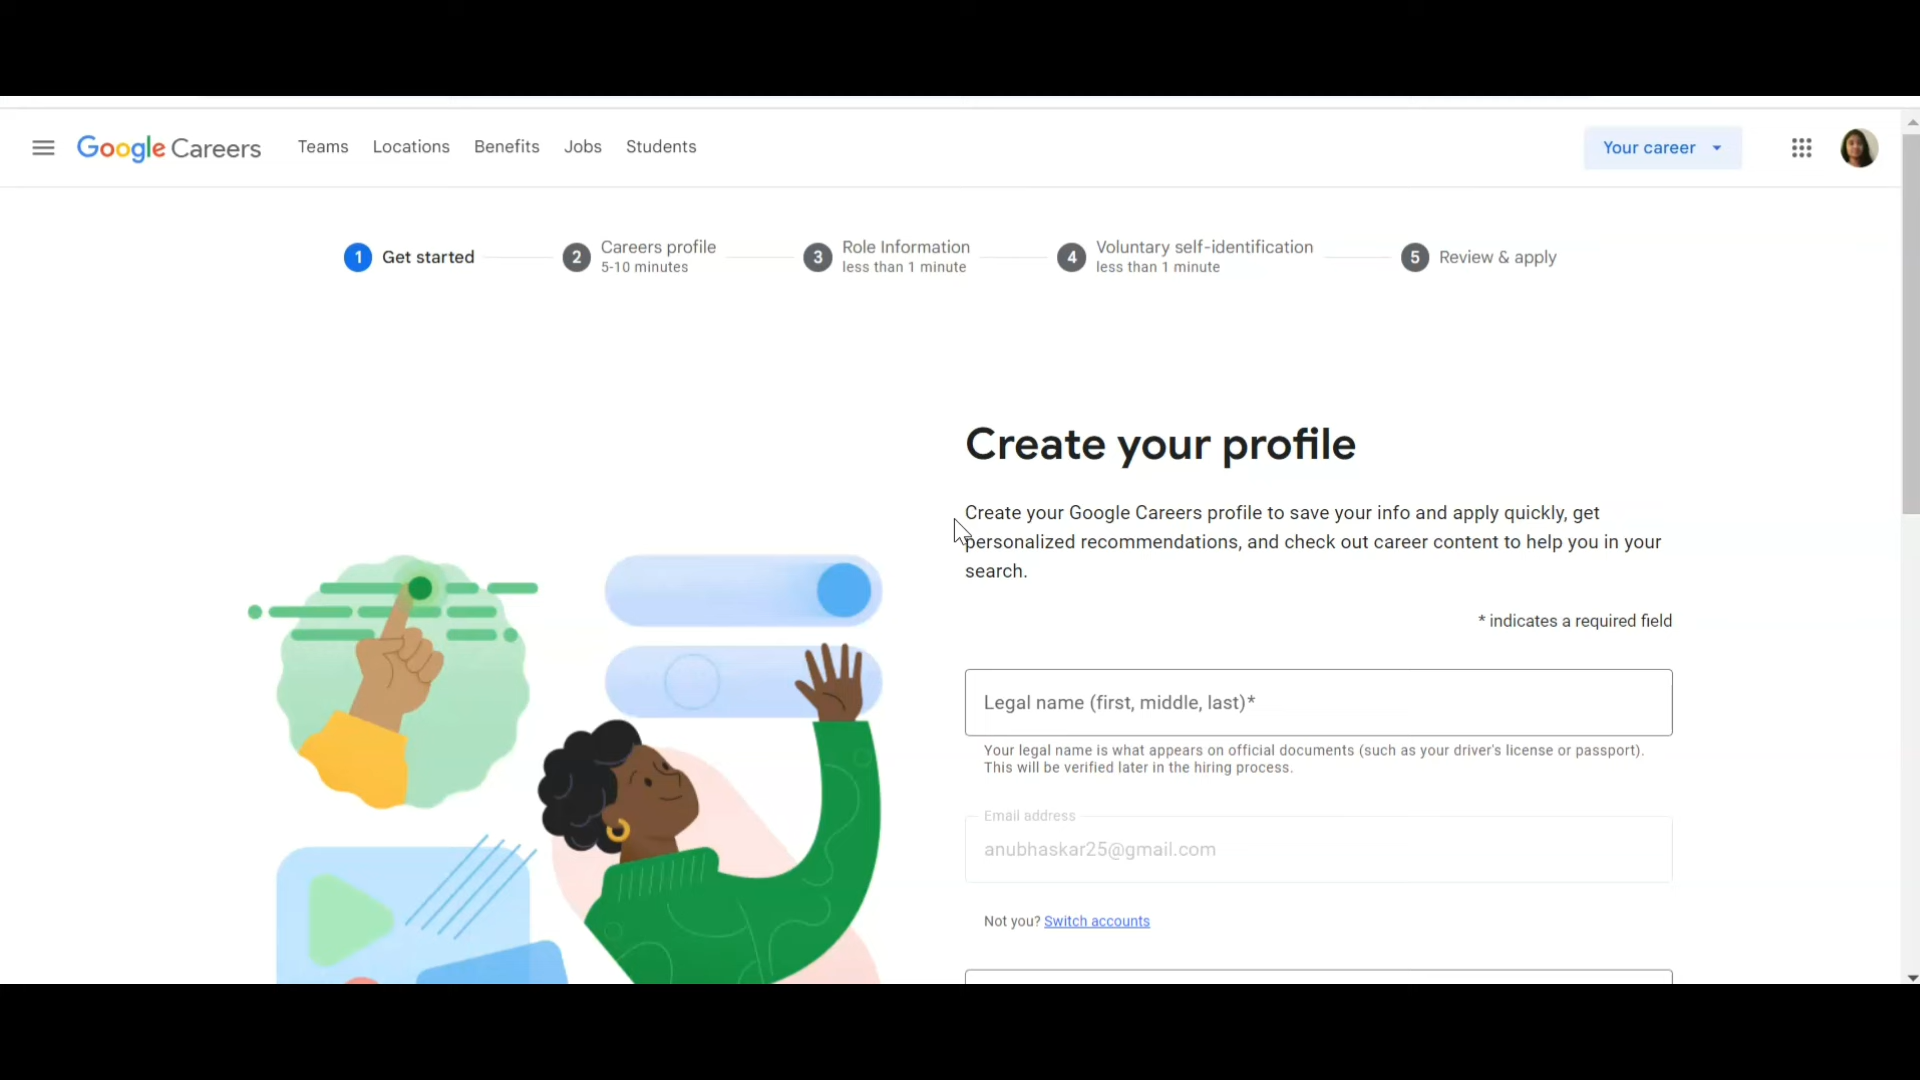 Google Careers Teams Locations Benefits Jobs Students Your career
1 Get started 2 Careers profile 3 Role Information 4 Voluntary self-identification 5 Review & apply
5-10 minutes less than 1 minute less than 1 minute
Create your profile
Create your Google Careers profile to save your info and apply quickly, get
personalized recommendations, and check out career content to help you in your
search.
* indicates a required field
Legal name (first, middle, last)*
Your legal name is what appears on official documents (such as your driver's license or passport).
This will be verified later in the hiring process.
Email address
anubhaskar25@gmail.com
Not you? Switch accounts